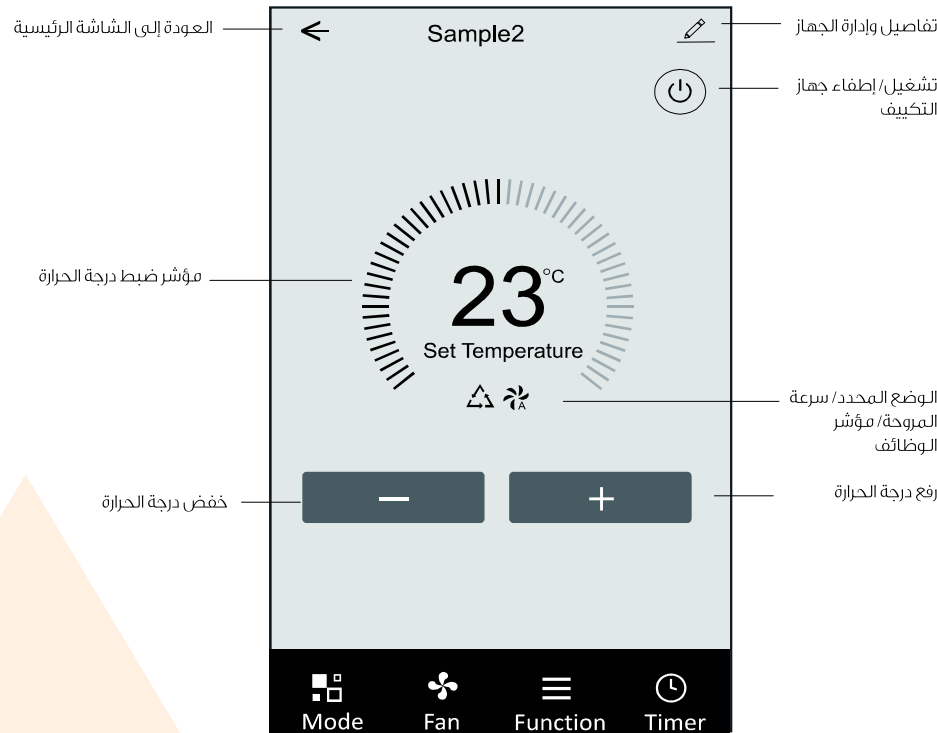 العودة إلى الشاشة الرئيسية
Sample2
تفاصيل وإدارة الجهاز
تشغيل/ إطفاء جهاز
التكييف
مؤشر ضبط درجة الحرارة
23°C
Set Temperature
A
الوضع المحدد/ سرعة
المروحة/ مؤشر
الوظائف
خفض درجة الحرارة
−
+
رفع درجة الحرارة
Mode
Fan
Function
Timer